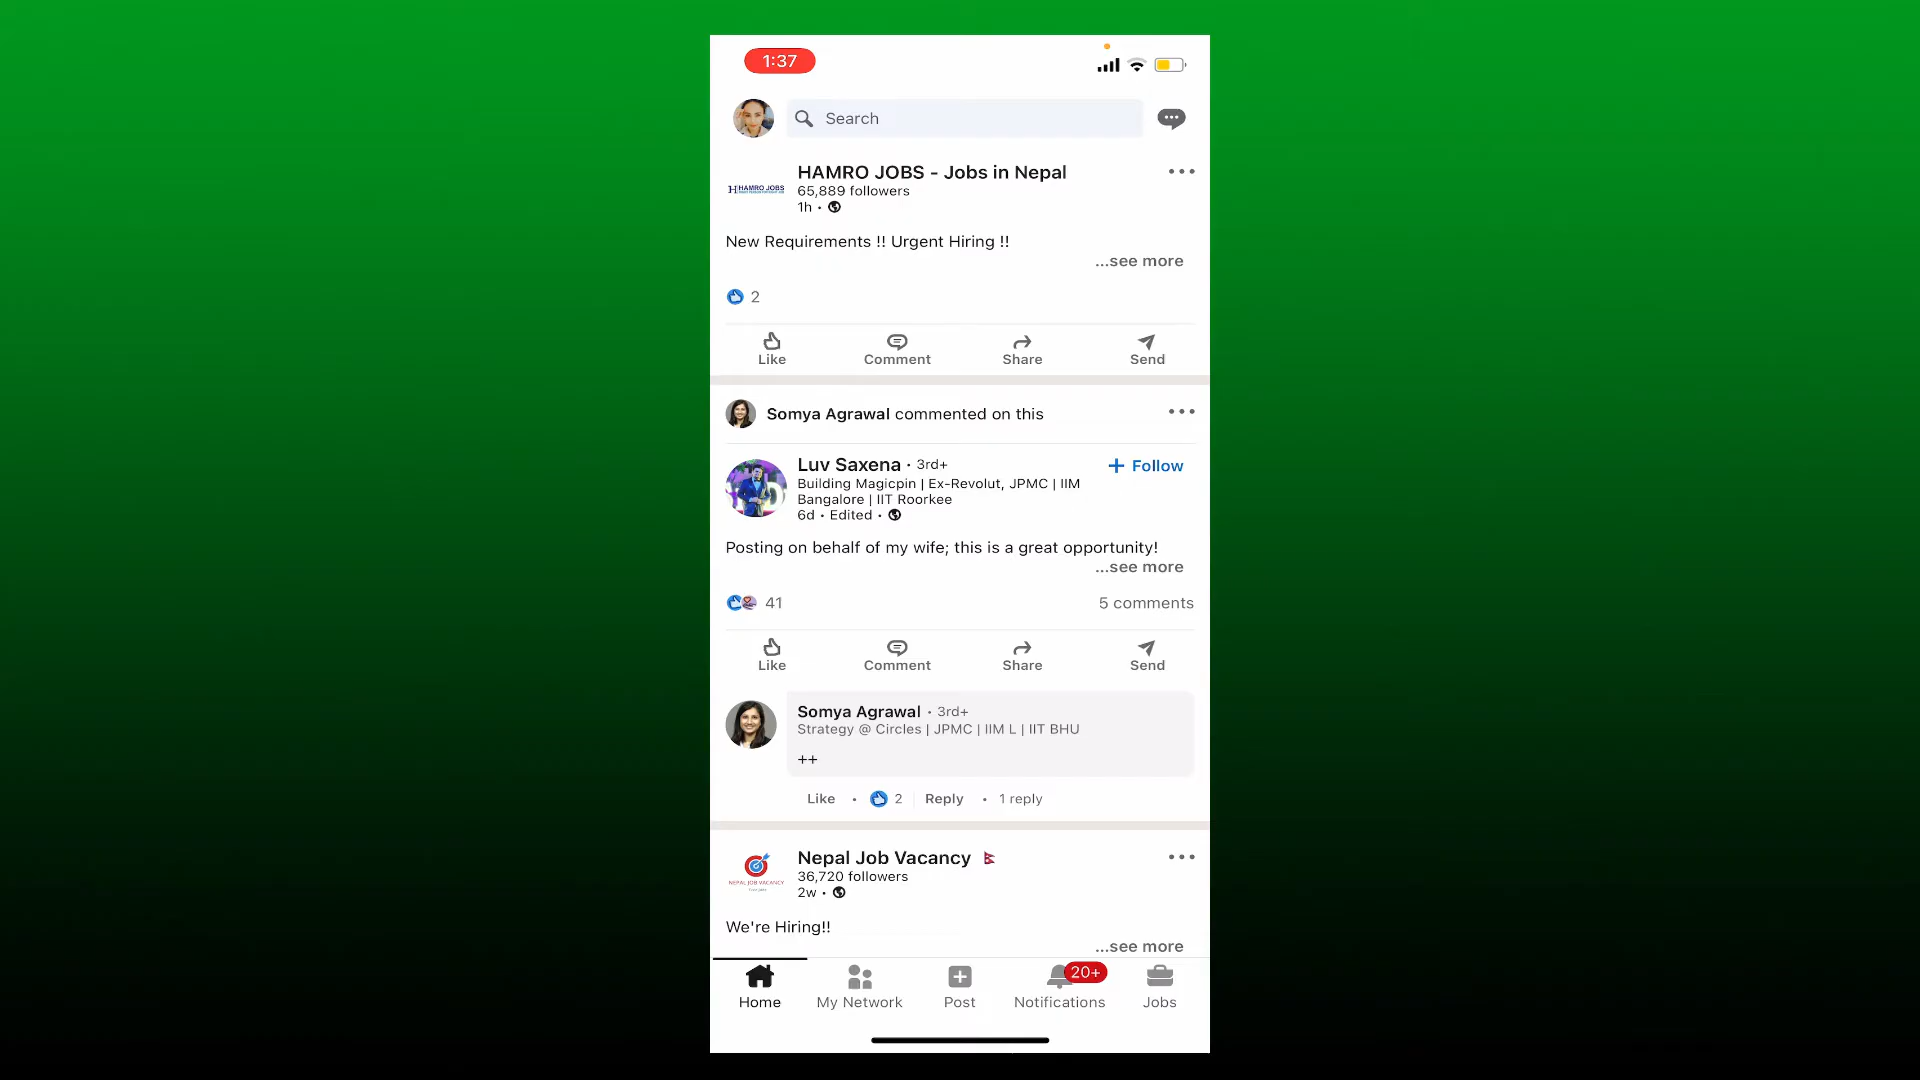 1:37
Search
HAMRO JOBS - Jobs in Nepal
HAMRO JOBS
65,889 followers
1h •
New Requirements !! Urgent Hiring !!
...see more
2
Like Comment Share Send
Somya Agrawal commented on this
Luv Saxena • 3rd+
+ Follow
Building Magicpin | Ex-Revolut, JPMC | IIM
Bangalore | IIT Roorkee
6d • Edited •
Posting on behalf of my wife; this is a great opportunity!
...see more
41
5 comments
Like Comment Share Send
Somya Agrawal • 3rd+
Strategy @ Circles | JPMC | IIM L | IIT BHU
++
Like • 2 Reply • 1 reply
Nepal Job Vacancy
NEPAL JOB VACANCY
36,720 followers
2w •
We're Hiring!!
...see more
20+
Home My Network Post Notifications Jobs